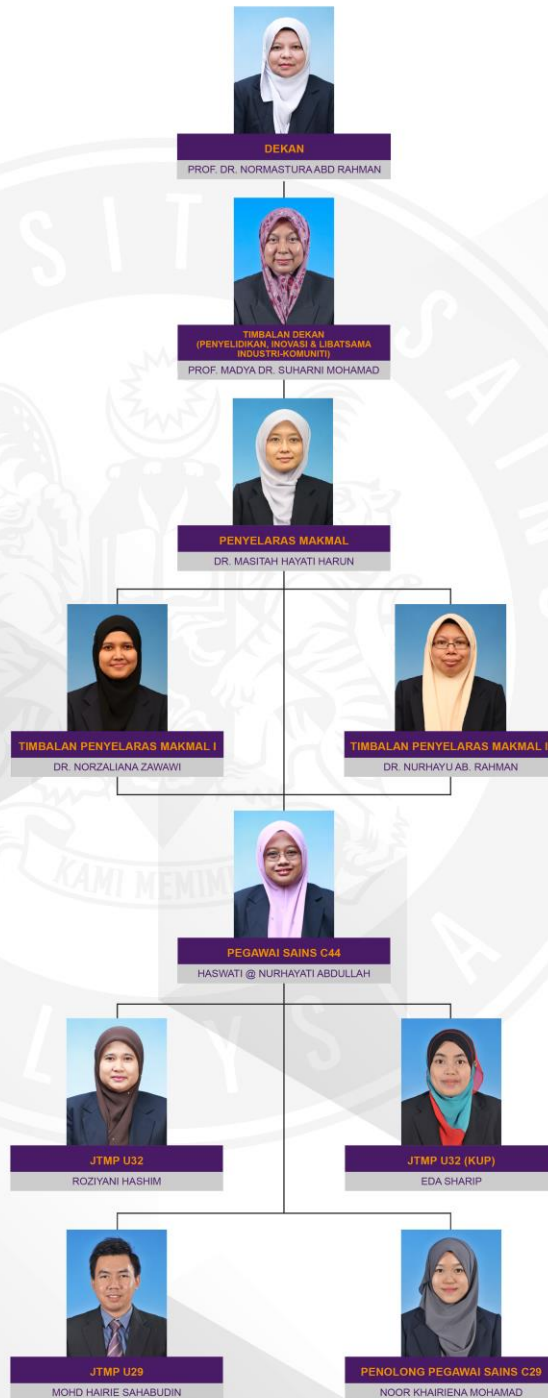 DEKAN
PROF. DR. NORMASTURA ABD RAHMAN
TIMBALAN DEKAN
(PENYELIDIKAN, INOVASI & LIBATSAMA
INDUSTRI-KOMUNITI)
PROF. MADYA DR. SUHARNI MOHAMAD
PENYELARAS MAKMAL
DR. MASITAH HAYATI HARUN
TIMBALAN PENYELARAS MAKMAL I
DR. NORZALIANA ZAWAWI
TIMBALAN PENYELARAS MAKMAL
DR. NURHAYU AB. RAHMAN
PEGAWAI SAINS C44
HASWATI @ NURHAYATI ABDULLAH
JTMP U32
ROZIYANI HASHIM
JTMP U32 (KUP)
EDA SHARIP
JTMP U29
MOHD HAIRIE SAHABUDIN
PENOLONG PEGAWAI SAINS C29
NOOR KHAIRIENA MOHAMAD
KAMI